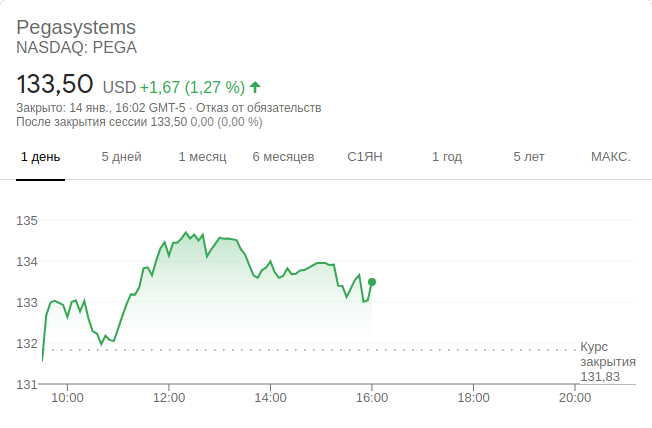 Pegasystems
NASDAQ: PEGA
133,50 USD +1,67 (1,27 %)
Закрыто: 14 янв., 16:02 GMT-5 · Отказ от обязательств
После закрытия сессии 133,50 0,00 (0,00 %)
1 день 5 дней 1 месяц 6 месяцев С1ЯН 1 год 5 лет МАКС.
135
134
133
132
Курс
закрытия
131,83
131
10:00 12:00 14:00 16:00 18:00 20:00